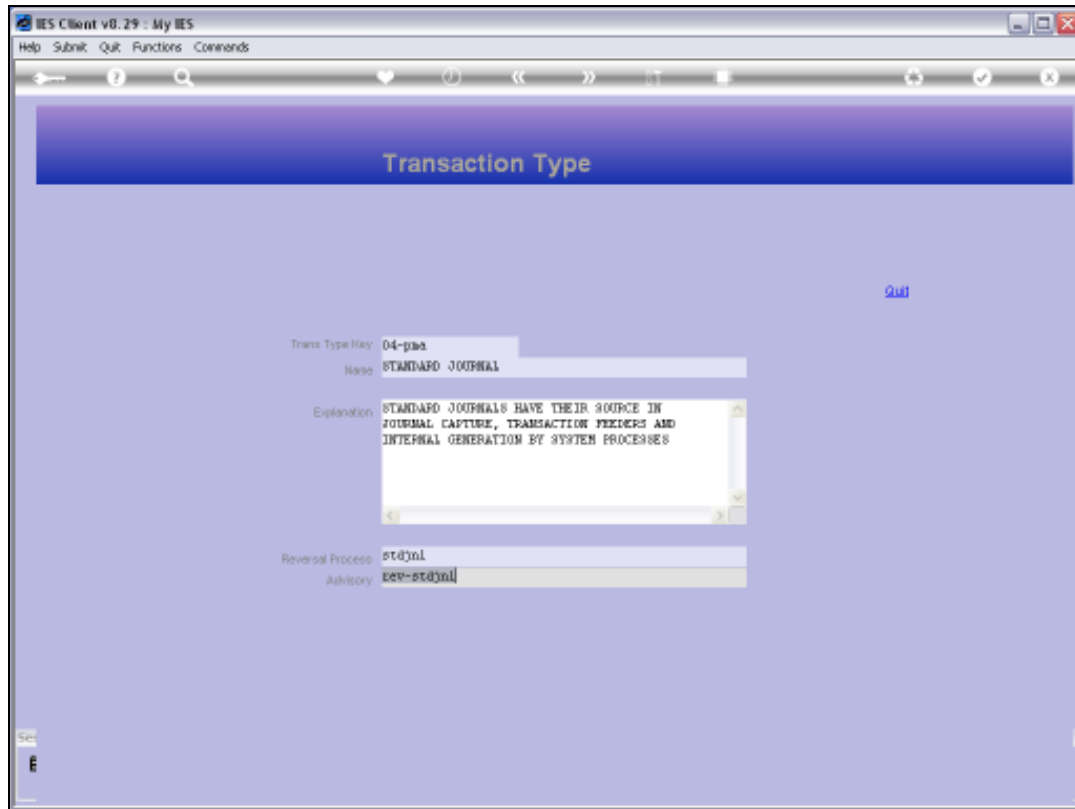 IES Client v8.29 : My IES
Help Submit Quit Functions Commands
Transaction Type
Quit
Trans Type Key 04-pma
Name STANDARD JOURNAL
Explanation STANDARD JOURNALS HAVE THEIR SOURCE IN
JOURNAL CAPTURE, TRANSACTION FEEDERS AND
INTERNAL GENERATION BY SYSTEM PROCESSES
Reversal Process stdjnl
Advisory rev-stdjnl
Ses